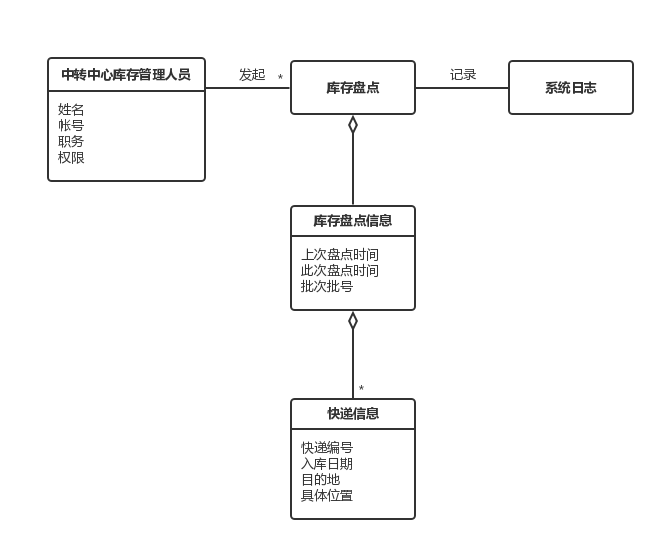 中转中心库存管理人员
姓名
帐号
职务
权限
发起
*
库存盘点
记录
系统日志
库存盘点信息
上次盘点时间
此次盘点时间
批次批号
*
快递信息
快递编号
入库日期
目的地
具体位置